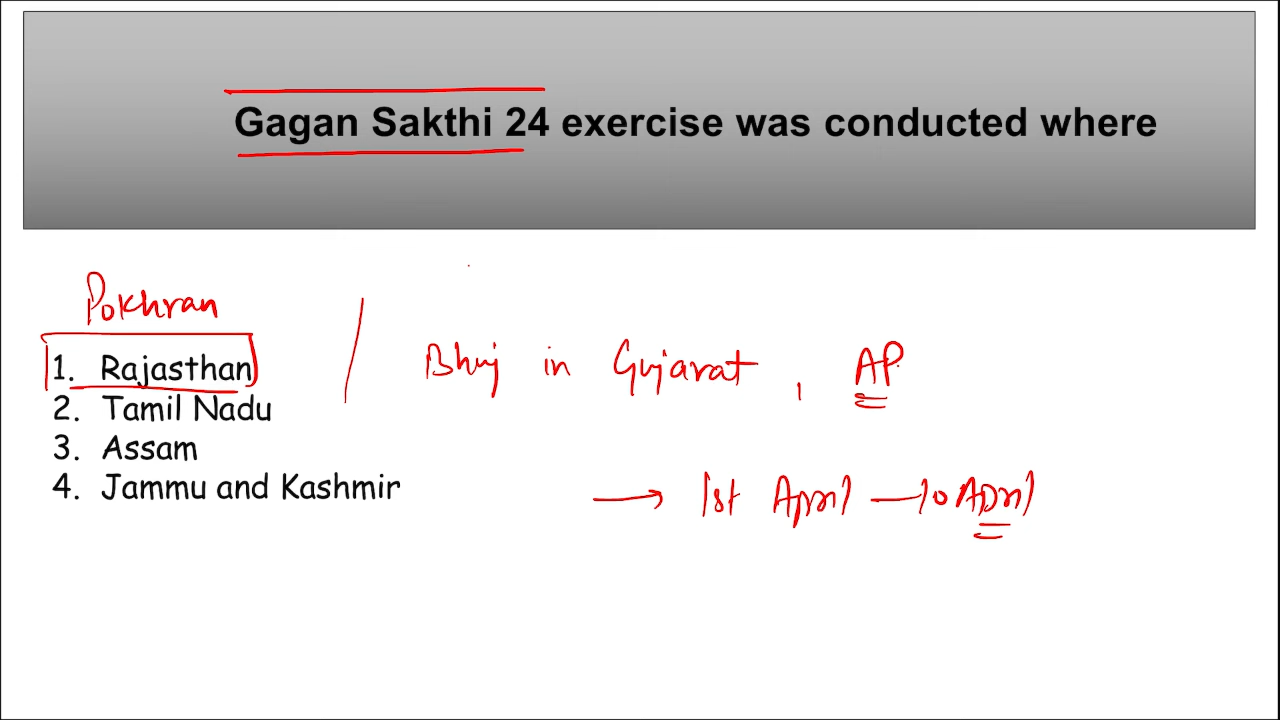 Gagan Sakthi 24 exercise was conducted where
Pokhran
1. Rajasthan
Bhuj in Gujarat, AP
2. Tamil Nadu
3. Assam
4. Jammu and Kashmir
1st April — 10 April